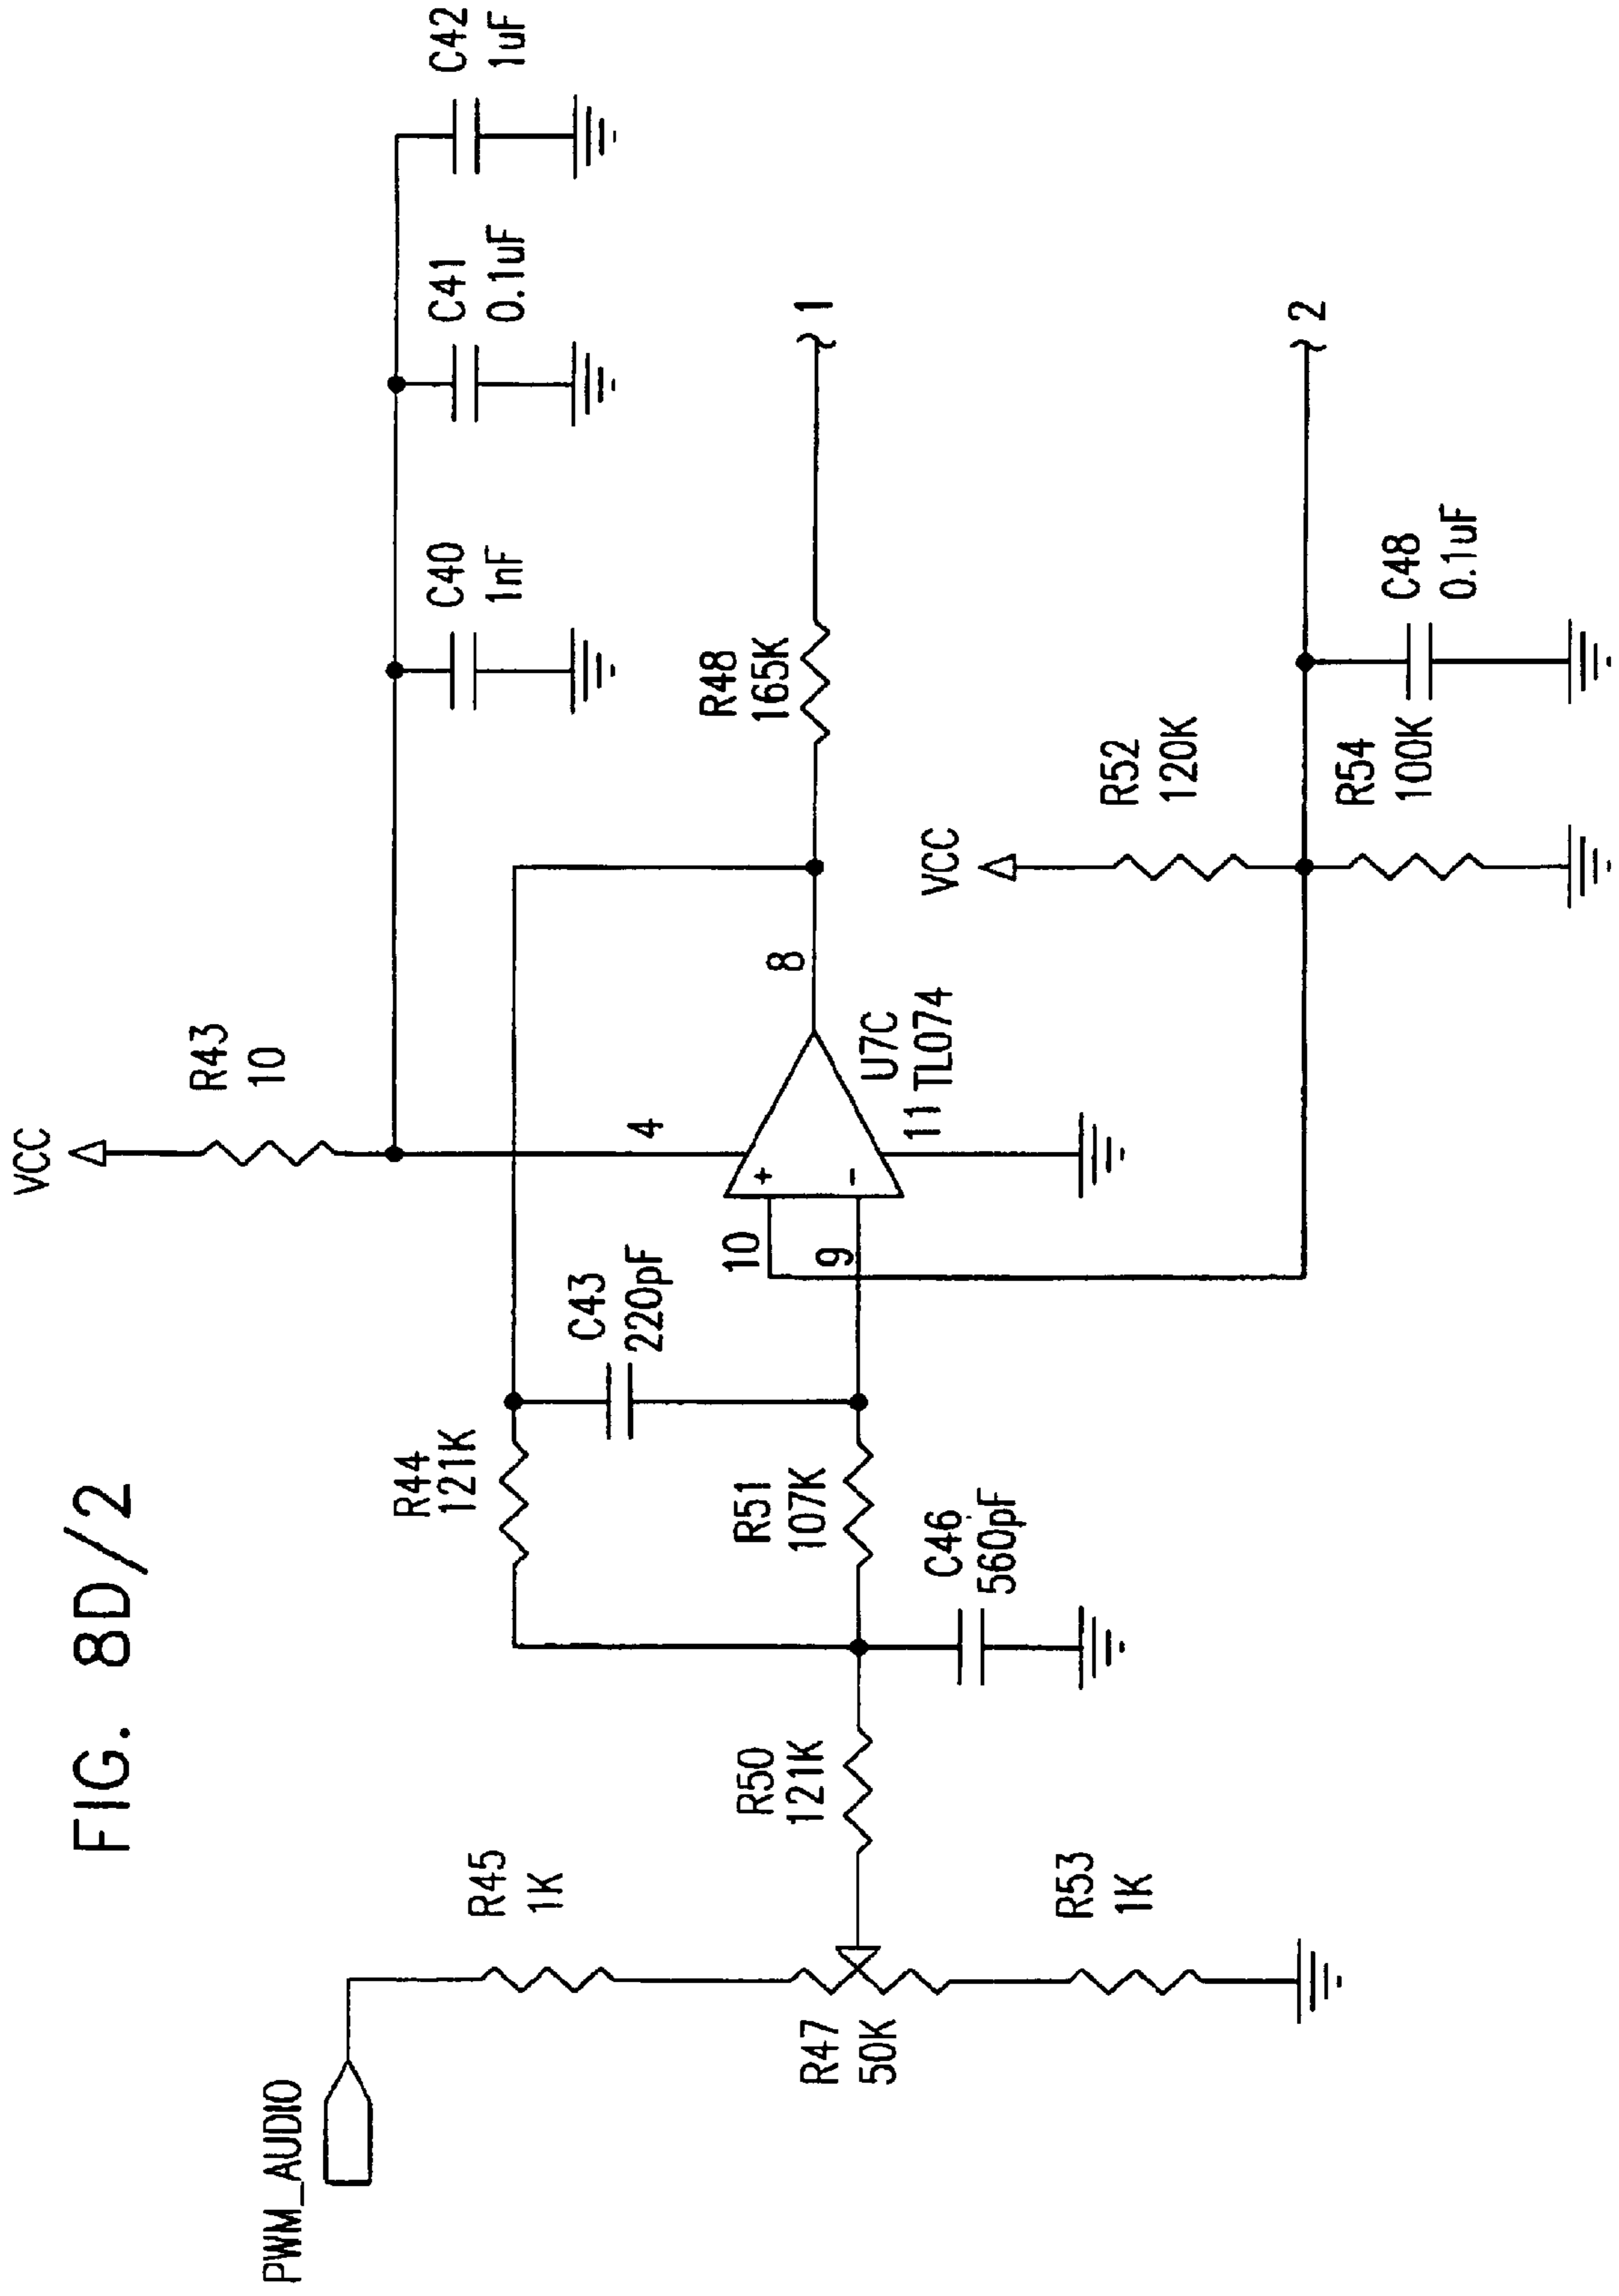 FIG. 8D/2
PWM_AUDIO
R45
1K
R47
50K
R53
1K
R50
121K
R44
121K
R51
107K
C46
560pF
C43
220pF
VCC
R43
10
10
9
+
-
4
8
11
U7C
TL074
C40
1nF
C41
0.1uF
C42
1uF
R48
165K
1
VCC
R52
120K
R54
100K
C48
0.1uF
2